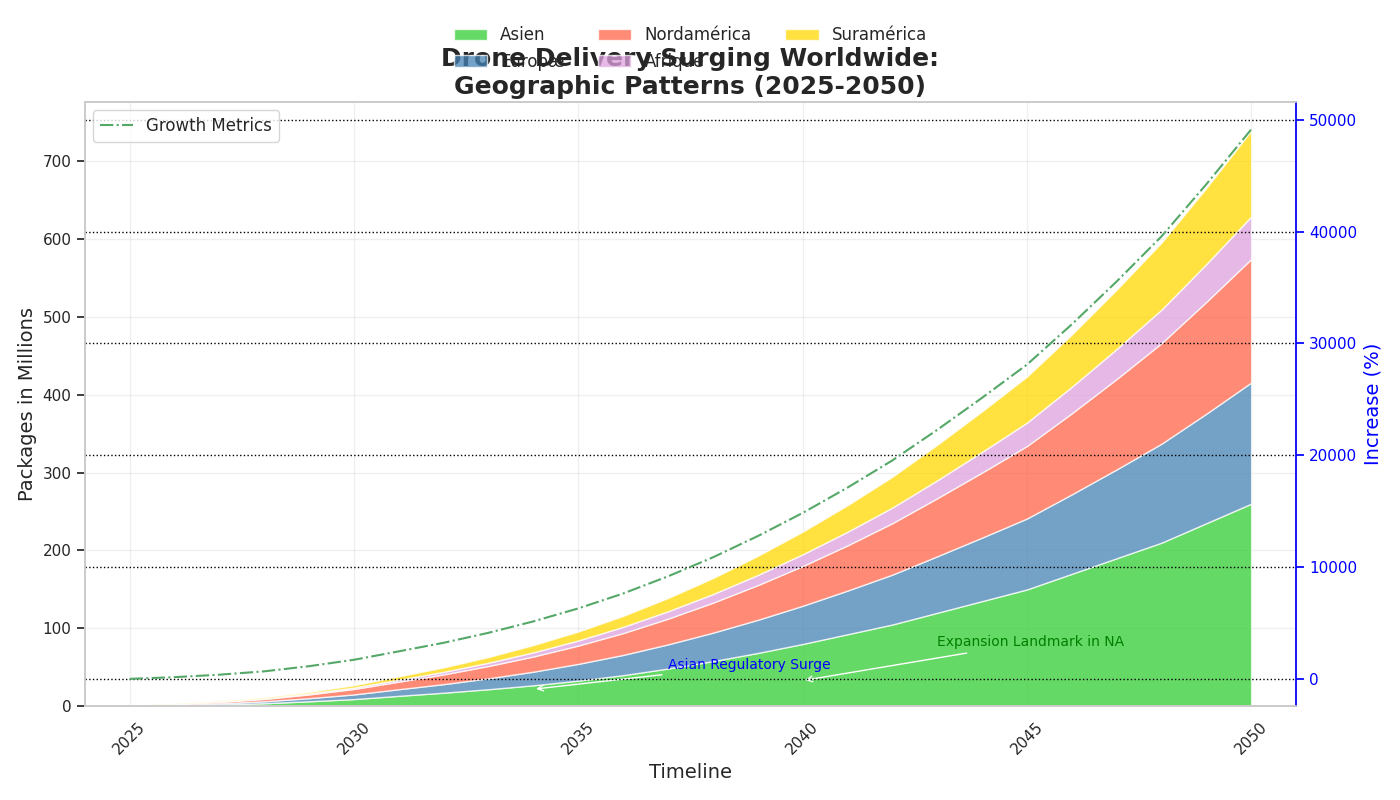 Asien
Nordamérica
Suramérica
Europe
Afrique
Drone Delivery Surging Worldwide:
Geographic Patterns (2025-2050)
Growth Metrics
Packages in Millions
700
600
500
400
300
200
100
0
50000
40000
30000
20000
10000
0
Increase (%)
Expansion Landmark in NA
Asian Regulatory Surge
2025
2030
2035
2040
2045
2050
Timeline